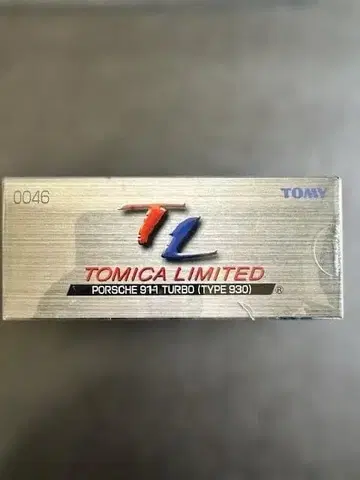 0046
TOMY
TL
TOMICA LIMITED
PORSCHE 911 TURBO (TYPE 930)
®